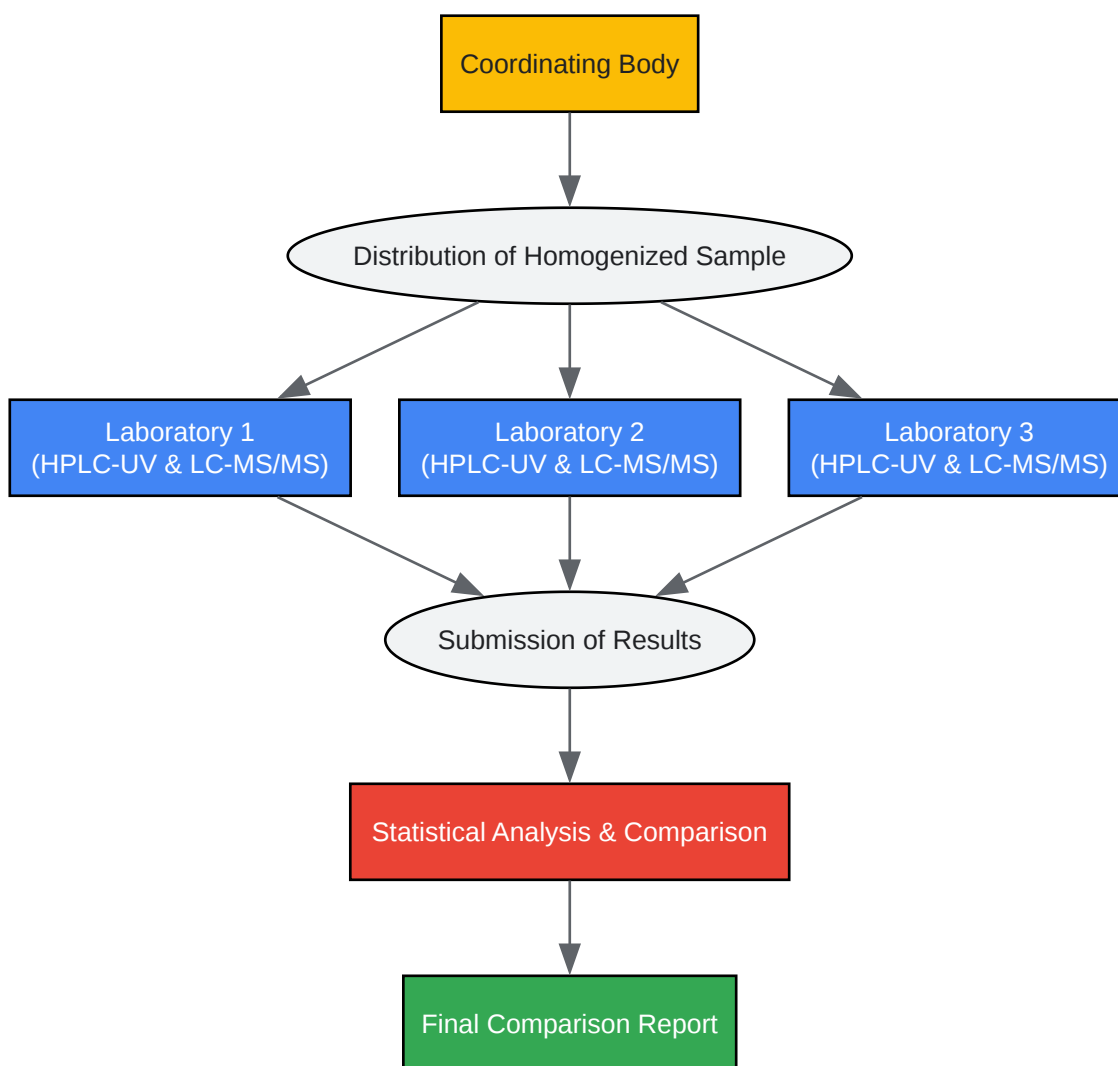 Coordinating Body
Distribution of Homogenized Sample
Laboratory 1
(HPLC-UV & LC-MS/MS)
Laboratory 2
(HPLC-UV & LC-MS/MS)
Laboratory 3
(HPLC-UV & LC-MS/MS)
Submission of Results
Statistical Analysis & Comparison
Final Comparison Report